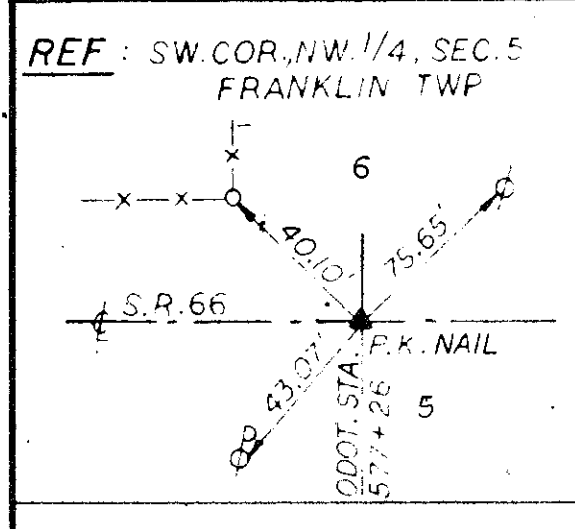 REF : SW. COR., NW. 1/4, SEC. 5
FRANKLIN TWP
6
40.10'
75.65'
S.R. 66
P.K. NAIL
43.07'
ODOT. STA.
577+26
5